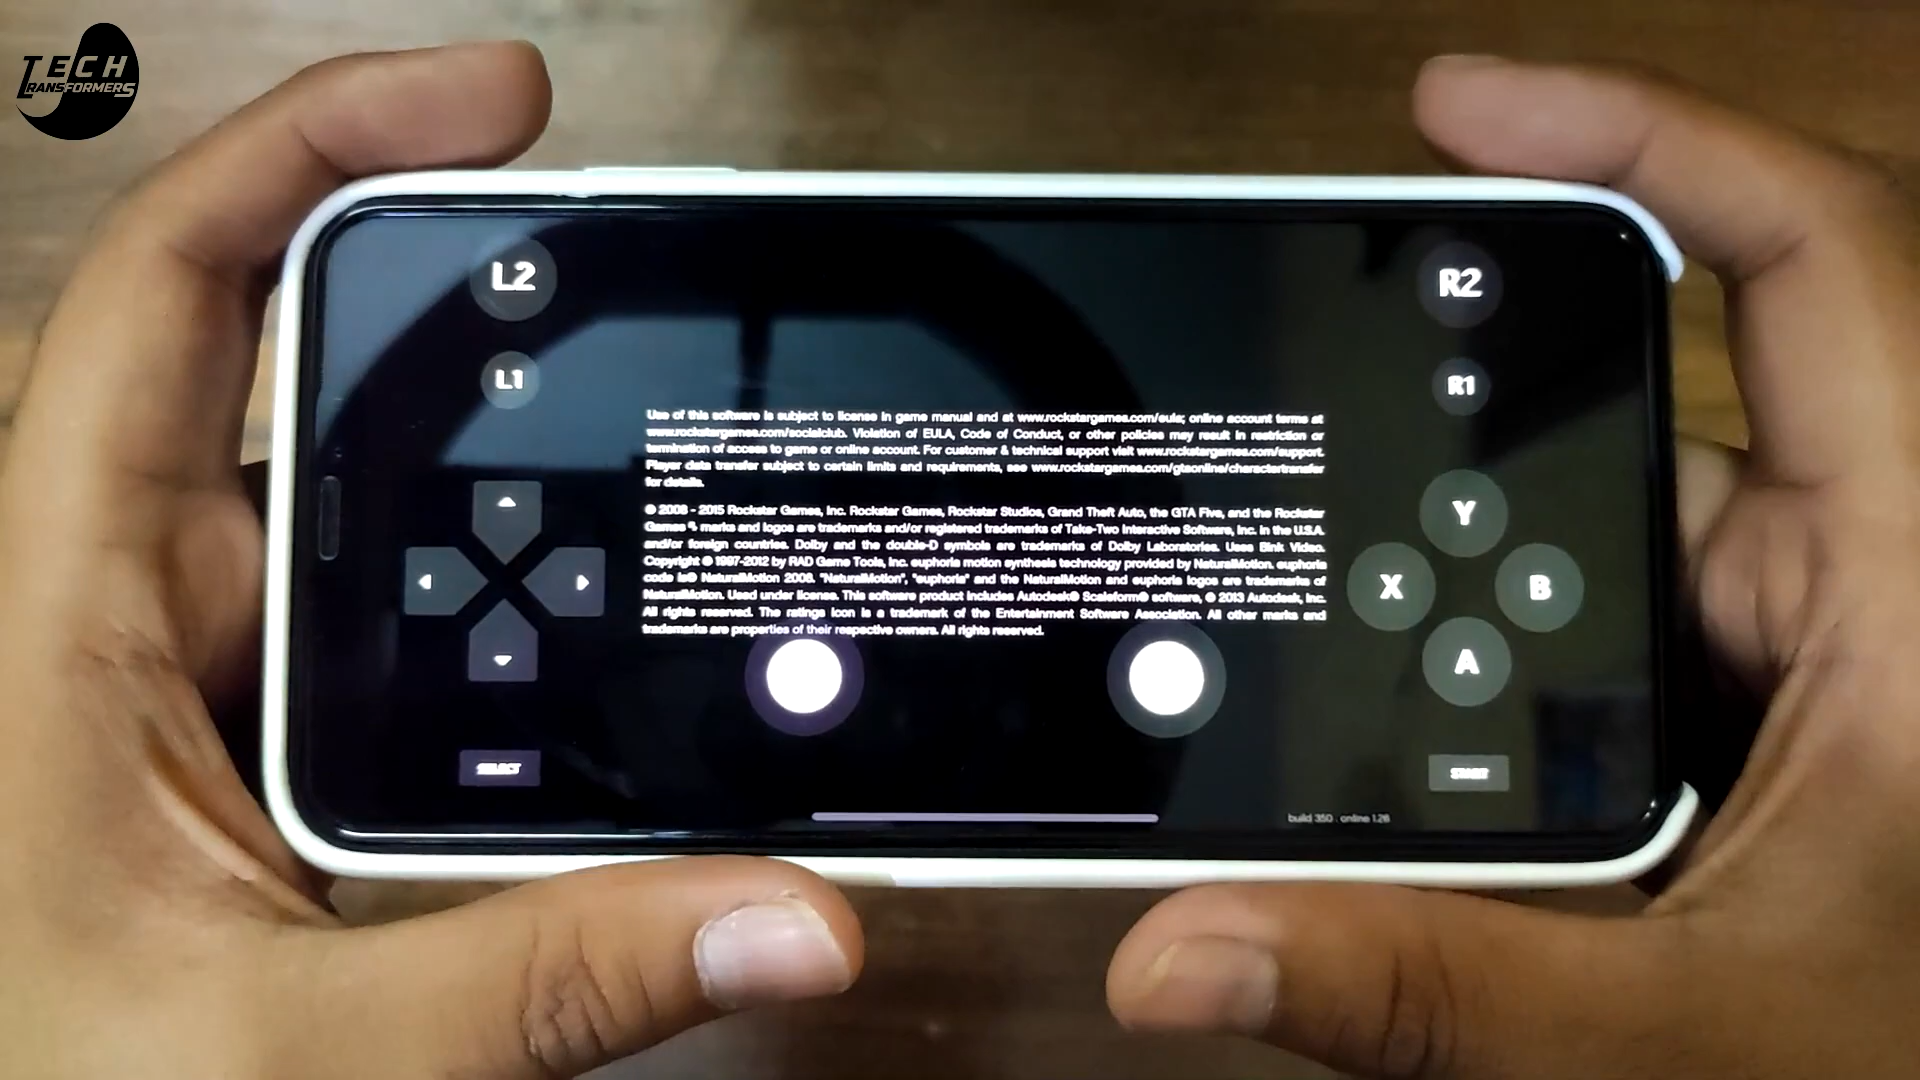 TECH
TRANSFORMERS
L2
R2
L1
R1
Use of this software is subject to license in game manual and at www.rockstargames.com/eula; online account terms at
www.rockstargames.com/socialclub. Violation of EULA, Code of Conduct, or other policies may result in restriction or
termination of access to game or online account. For customer & technical support visit www.rockstargames.com/support.
Player data transfer subject to certain limits and requirements, see www.rockstargames.com/gtaonline/charactertransfer
for details.
© 2008 - 2015 Rockstar Games, Inc. Rockstar Games, Rockstar Studios, Grand Theft Auto, the GTA Five, and the Rockstar
Games R* marks and logos are trademarks and/or registered trademarks of Take-Two Interactive Software, Inc. in the U.S.A.
and/or foreign countries. Dolby and the double-D symbols are trademarks of Dolby Laboratories. Uses Bink Video.
Copyright © 1997-2012 by RAD Game Tools, Inc. euphoria motion synthesis technology provided by NaturalMotion. euphoria
code is© NaturalMotion 2008. "NaturalMotion", "euphoria" and the NaturalMotion and euphoria logos are trademarks of
NaturalMotion. Used under license. This software product includes Autodesk® Scaleform® software, © 2013 Autodesk, Inc.
All rights reserved. The ratings icon is a trademark of the Entertainment Software Association. All other marks and
trademarks are properties of their respective owners. All rights reserved.
Y
X
B
A
SELECT
START
build 350 . online 1.26